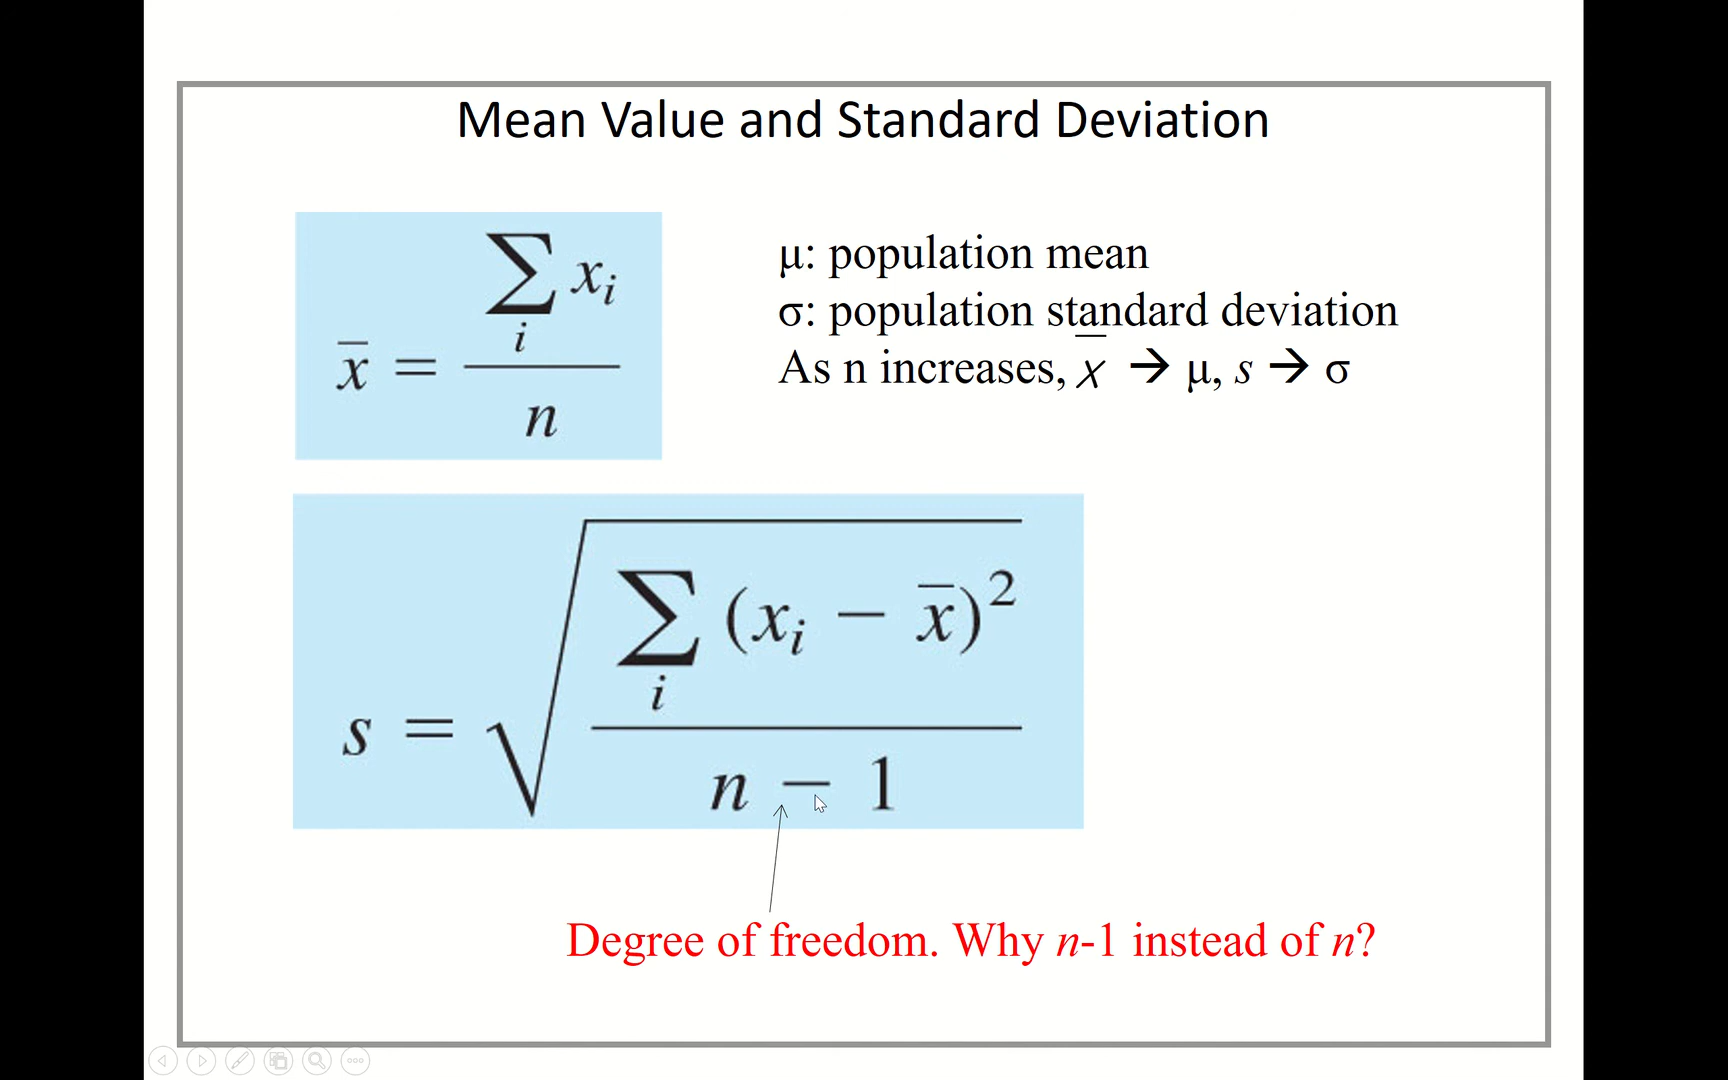 Mean Value and Standard Deviation
x̄ = Σᵢ xᵢ / n
μ: population mean
σ: population standard deviation
As n increases, x̄ → μ, s → σ
s = √(Σᵢ (xᵢ − x̄)² / (n − 1))
Degree of freedom. Why n-1 instead of n?